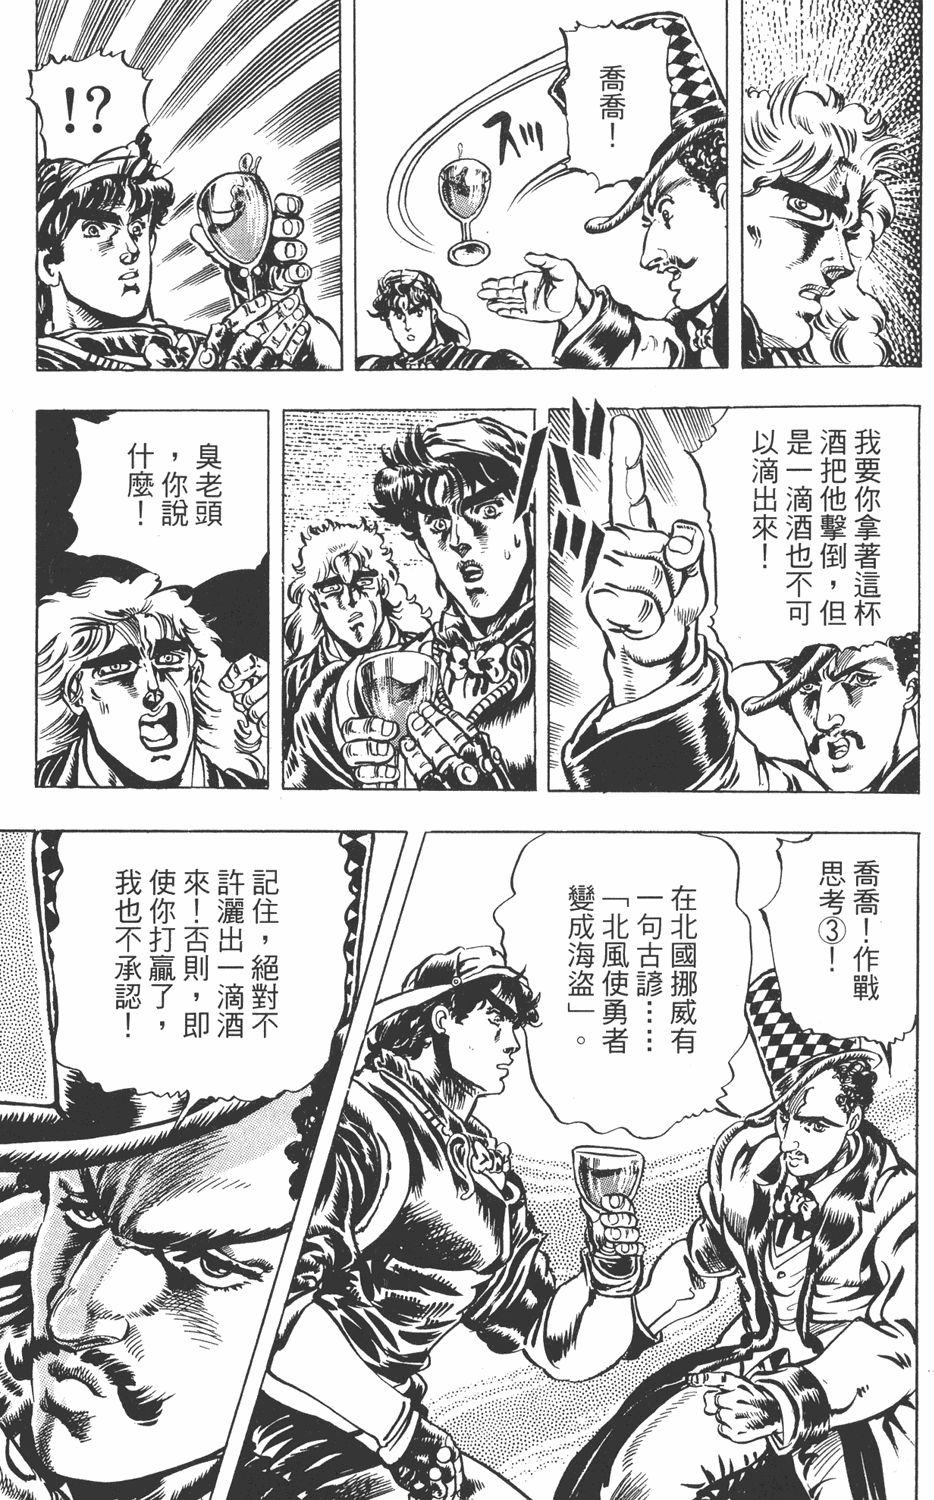 喬喬！
スッ
！？
我要你拿著這杯
酒把他擊倒，但
是一滴酒也不可
以滴出來！
バ
バ
臭老頭
，你說
什麼！
喬喬！作戰
思考③！
在北國挪威有
一句古諺……
「北風使勇者
變成海盜」。
記住，絕對不
許灑出一滴酒
來！否則，即
使你打贏了，
我也不承認！